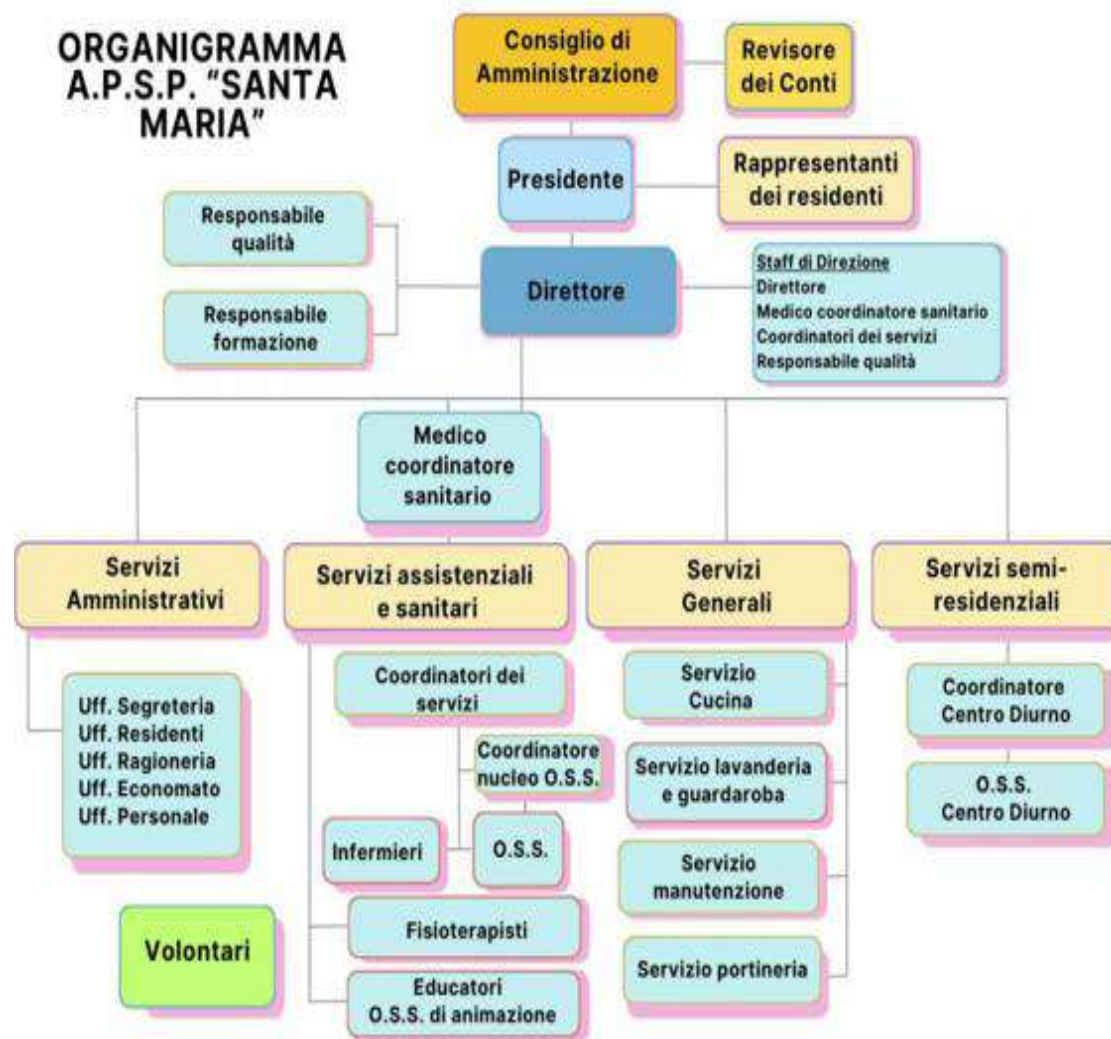 ORGANIGRAMMA
A.P.S.P. "SANTA
MARIA"
Consiglio di
Amministrazione
Revisore
dei Conti
Presidente
Rappresentanti
dei residenti
Responsabile
qualità
Responsabile
formazione
Direttore
Staff di Direzione
Direttore
Medico coordinatore sanitario
Coordinatori dei servizi
Responsabile qualità
Medico
coordinatore
sanitario
Servizi
Amministrativi
Uff. Segreteria
Uff. Residenti
Uff. Ragioneria
Uff. Economato
Uff. Personale
Servizi assistenziali
e sanitari
Coordinatori dei
servizi
Coordinatore
nucleo O.S.S.
Infermieri
O.S.S.
Fisioterapisti
Educatori
O.S.S. di animazione
Servizi
Generali
Servizio
Cucina
Servizio lavanderia
e guardaroba
Servizio
manutenzione
Servizio portineria
Servizi semi-
residenziali
Coordinatore
Centro Diurno
O.S.S.
Centro Diurno
Volontari